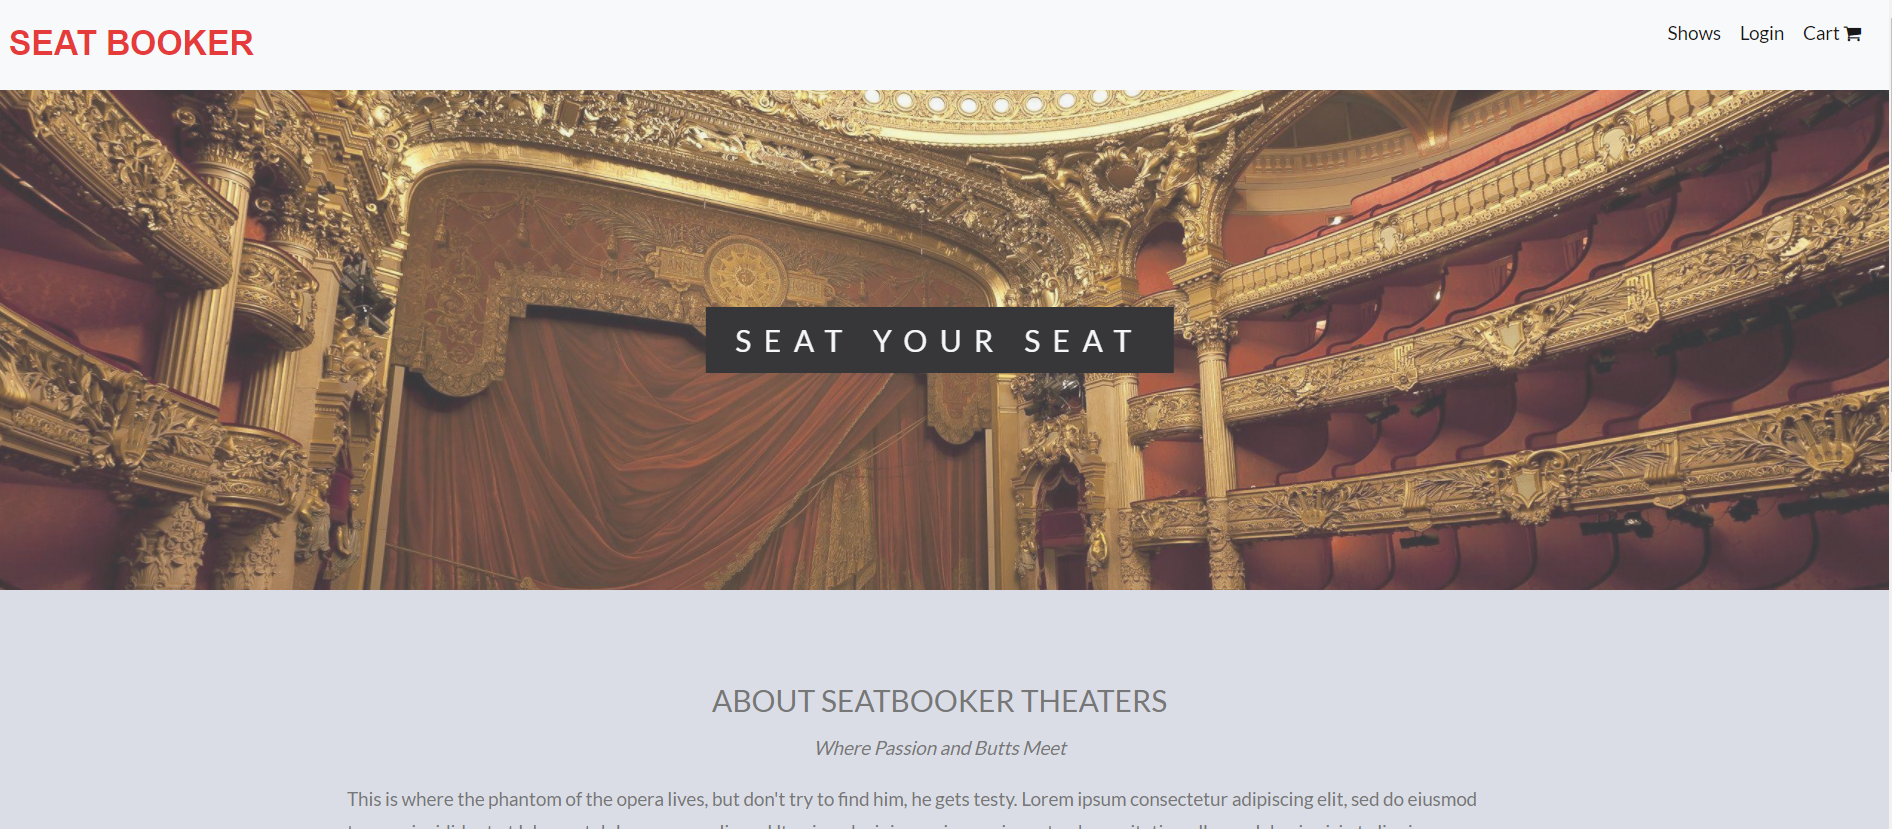 SEAT BOOKER
Shows Login Cart
SEAT YOUR SEAT
ABOUT SEATBOOKER THEATERS
Where Passion and Butts Meet
This is where the phantom of the opera lives, but don't try to find him, he gets testy. Lorem ipsum consectetur adipiscing elit, sed do eiusmod